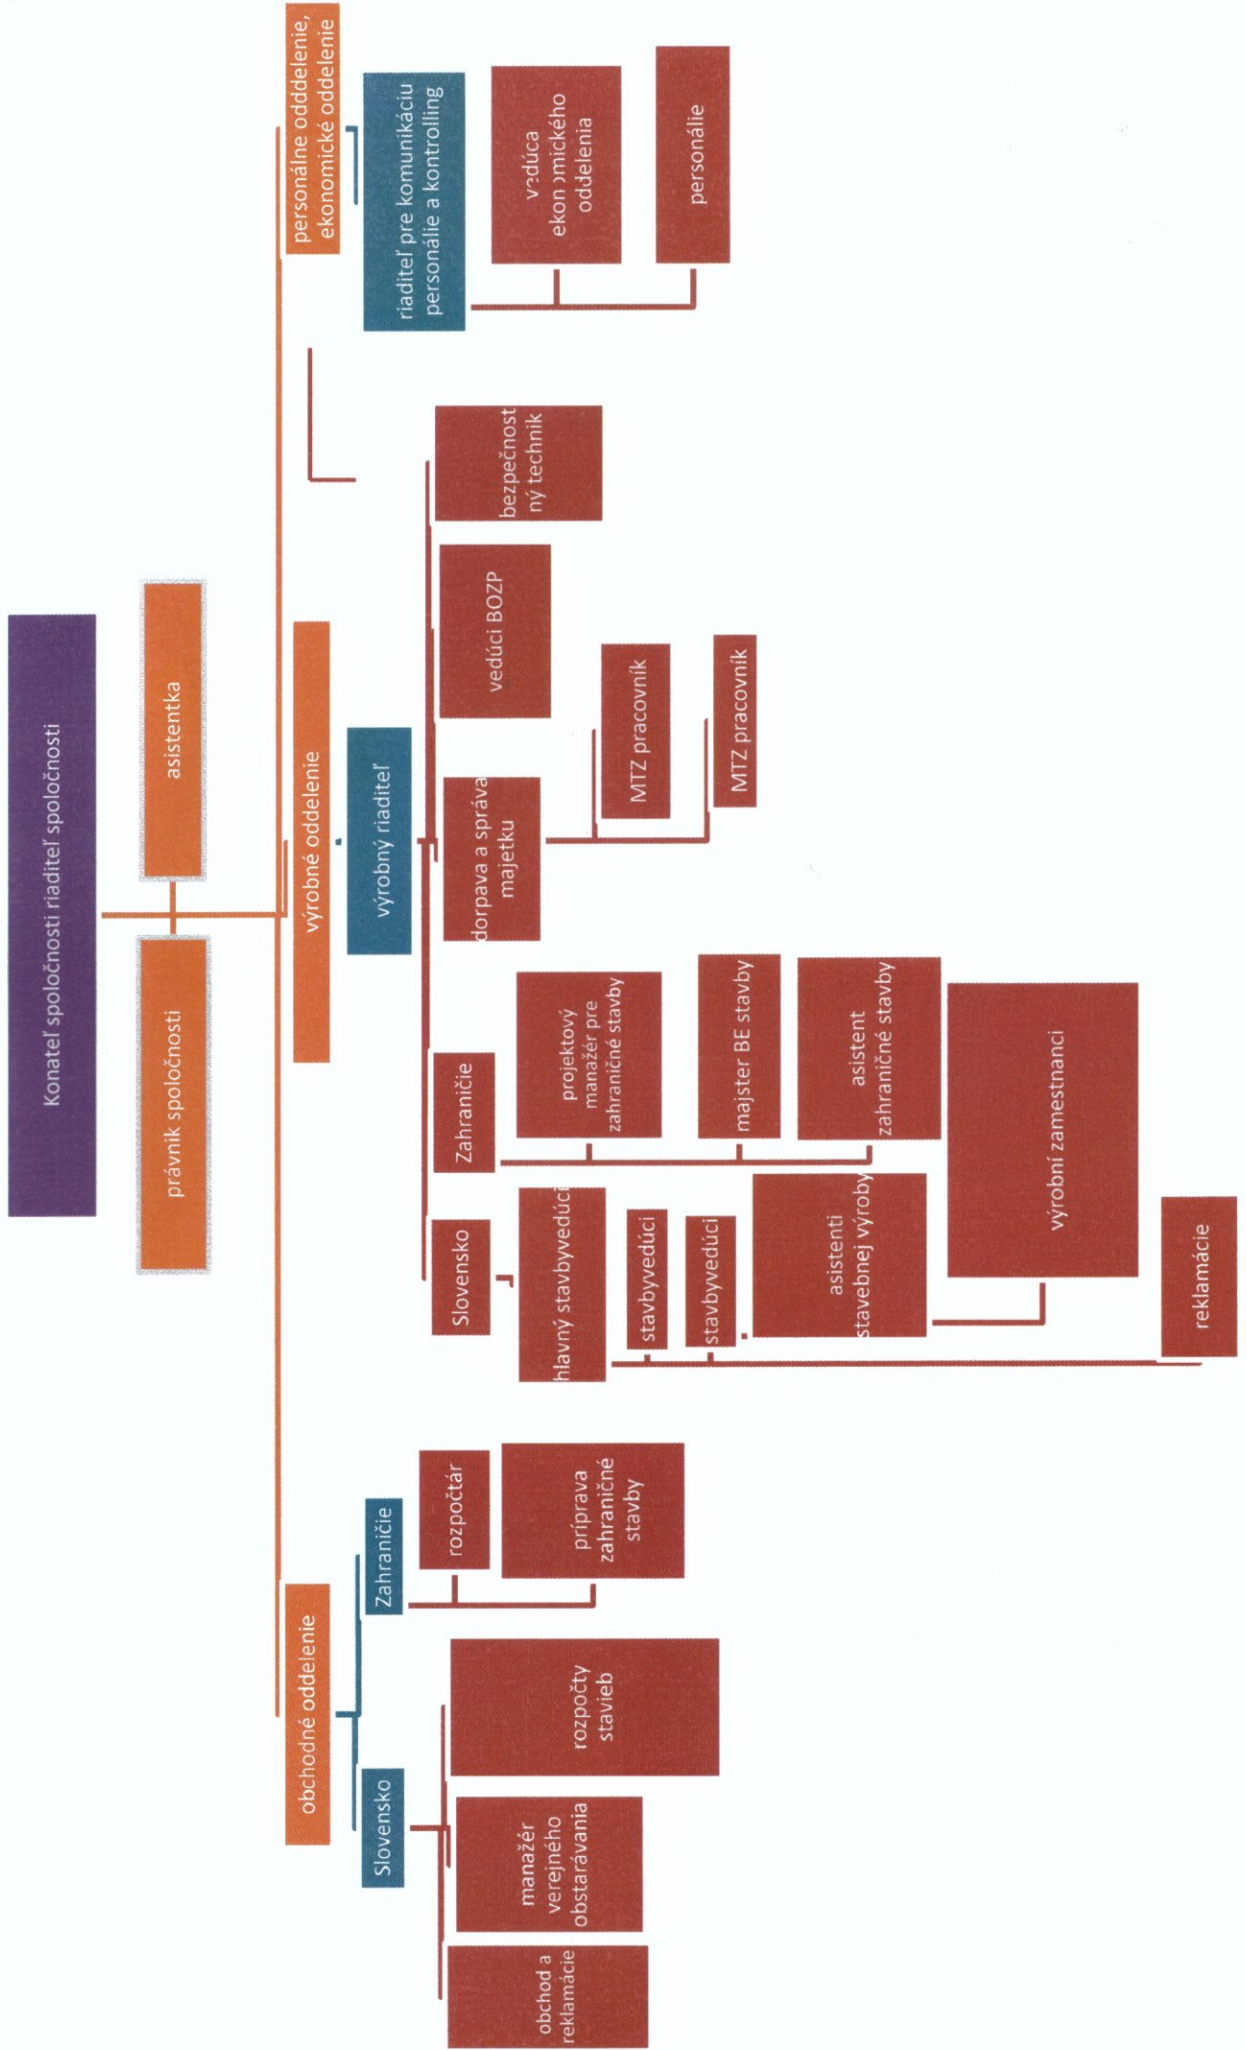 Konateľ spoločnosti riaditeľ spoločnosti
právnik spoločnosti
asistentka
obchodné oddelenie
výrobné oddelenie
personálne odddelenie,
ekonomické oddelenie
Slovensko
Zahraničie
výrobný riaditeľ
riaditeľ pre komunikáciu
personálie a kontrolling
obchod a
reklamácie
manažér
verejného
obstarávania
rozpočty
stavieb
rozpočtár
príprava
zahraničné
stavby
Slovensko
hlavný stavbyvedúci
stavbyvedúci
stavbyvedúci
asistenti
stavebnej výroby
výrobní zamestnanci
reklamácie
Zahraničie
projektový
manažér pre
zahraničné stavby
majster BE stavby
asistent
zahraničné stavby
dorpava a správa
majetku
MTZ pracovník
MTZ pracovník
vedúci BOZP
bezpečnost
ný technik
vedúca
ekonomického
oddelenia
personálie